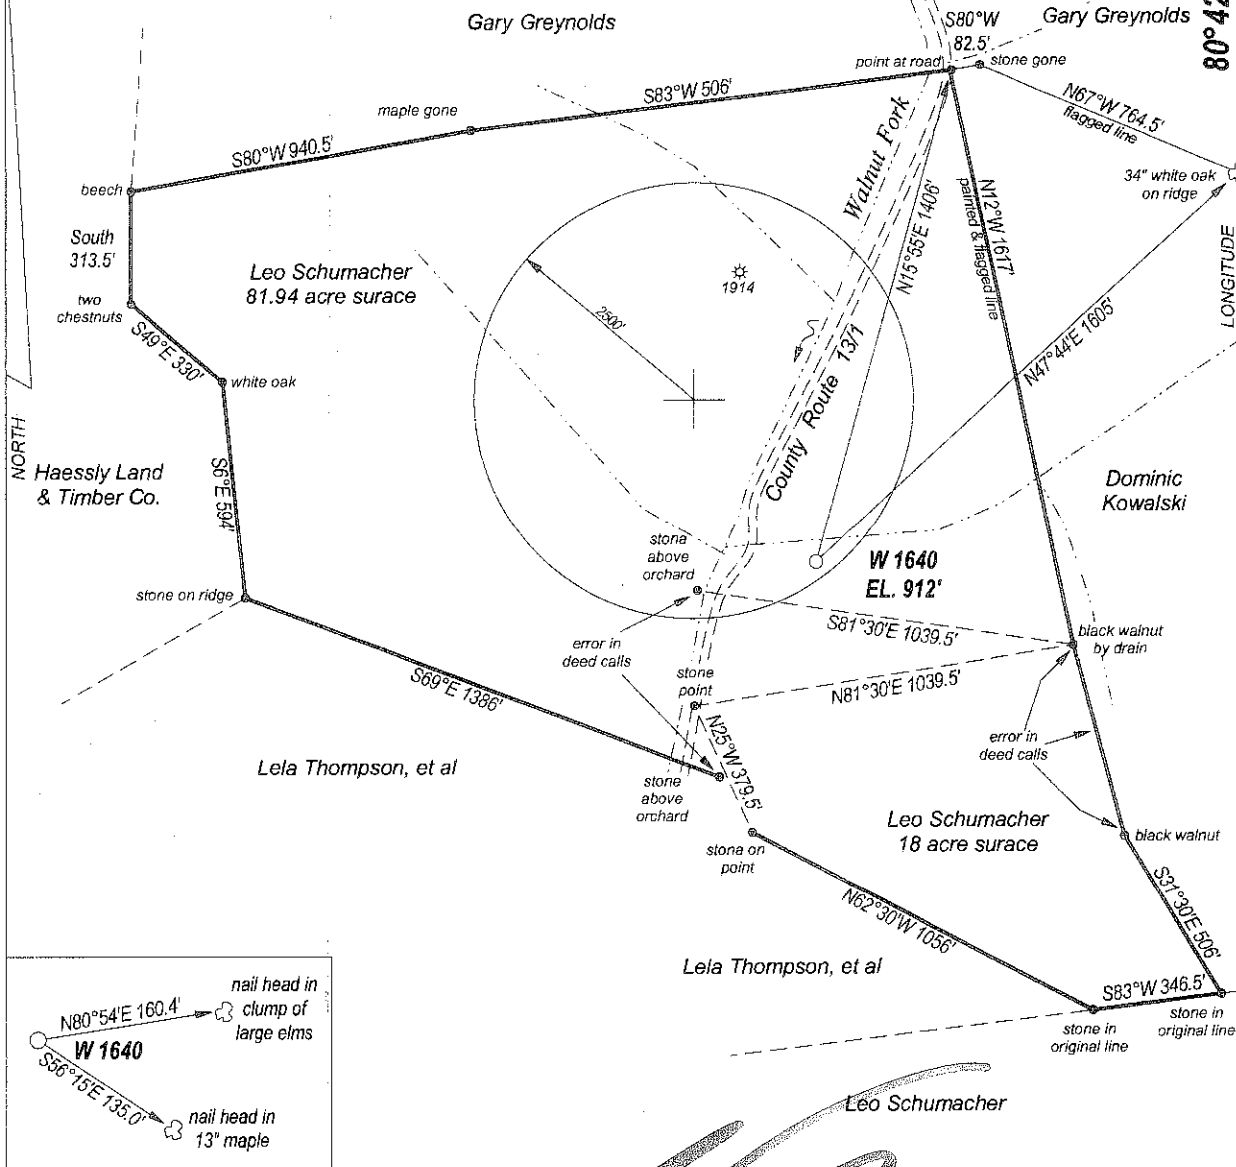 Gary Greynolds
S80°W
82.5'
Gary Greynolds
80°42
point at road
stone gone
S83°W 506'
N67°W 764.5'
flagged line
maple gone
S80°W 940.5'
Walnut Fork
34" white oak
on ridge
beech
N12°W 1617'
painted & flagged line
N15°55'E 1406'
South
313.5'
Leo Schumacher
81.94 acre surace
1914
LONGITUDE
two
chestnuts
2500'
S49°E 330'
N47°44'E 1605'
County Route 13/1
white oak
NORTH
Haessly Land
& Timber Co.
S6°E 594'
Dominic
Kowalski
stona
above
orchard
W 1640
EL. 912'
stone on ridge
S81°30'E 1039.5'
black walnut
by drain
error in
deed calls
S69°E 1386'
stone
point
N81°30'E 1039.5'
N25°W 379.5'
error in
deed calls
Lela Thompson, et al
stone
above
orchard
Leo Schumacher
18 acre surace
black walnut
stona on
point
S31°30'E 506'
N62°30'W 1056'
Lela Thompson, et al
S83°W 346.5'
stone in
original line
stone in
original line
nail head in
clump of
large elms
N80°54'E 160.4'
W 1640
S56°15'E 135.0'
nail head in
13" maple
Leo Schumacher